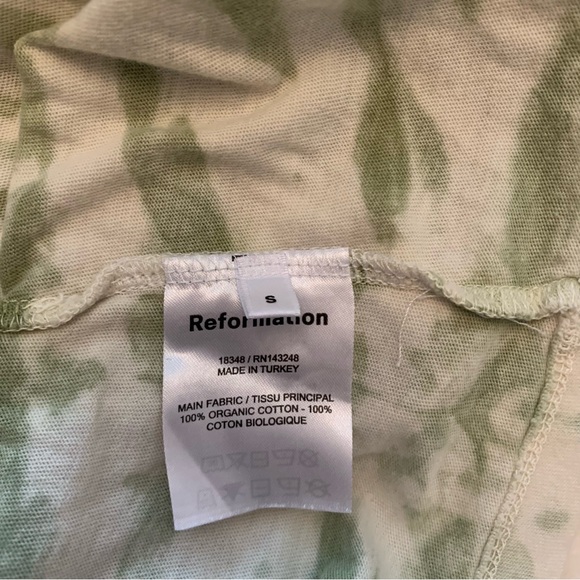 S
Reformation
18348 / RN143248
MADE IN TURKEY
MAIN FABRIC / TISSU PRINCIPAL
100% ORGANIC COTTON - 100%
COTON BIOLOGIQUE